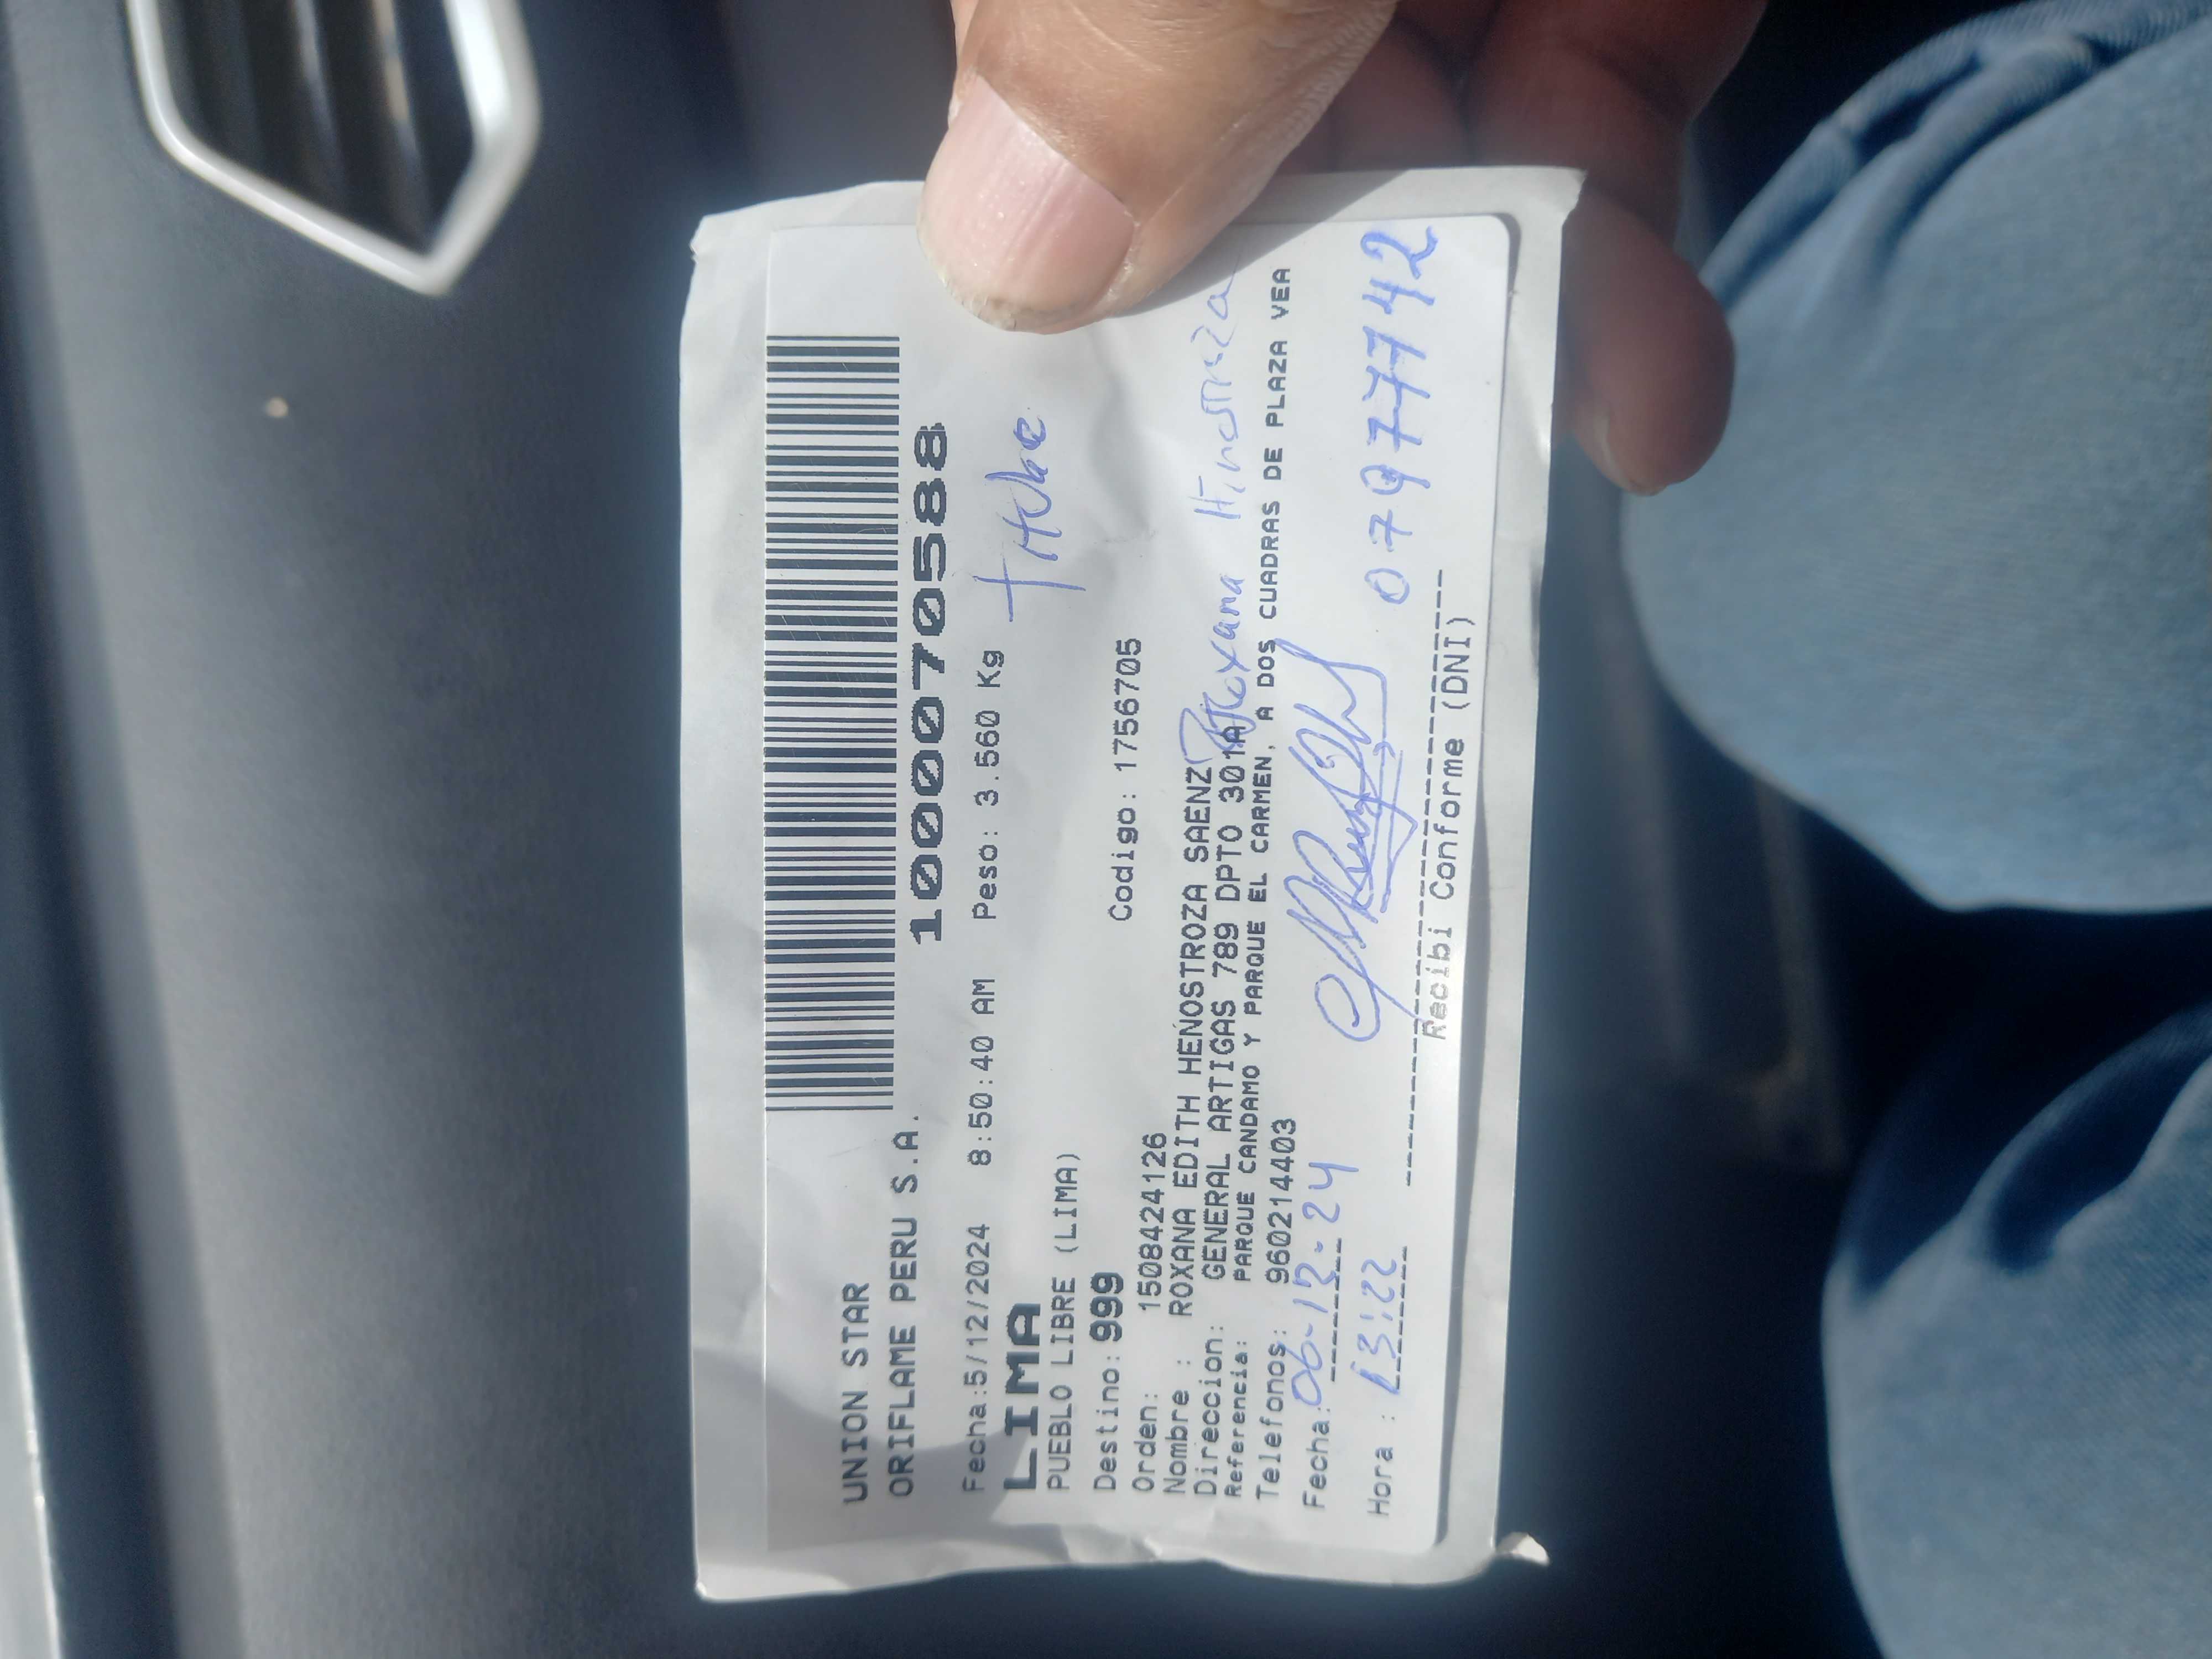 UNION STAR
ORIFLAME PERU S.A.
1000070588
Fecha:5/12/2024 8:50:40 AM Peso: 3.560 Kg
LIMA
Titular
PUEBLO LIBRE (LIMA)
Destino: 999 Codigo: 1756705
Orden: 1508424126
Nombre : ROXANA EDITH HENOSTROZA SAENZ
Roxana Hinostroza
Direccion: GENERAL ARTIGAS 789 DPTO 301A
Referencia: PARQUE CANDAMO Y PARQUE EL CARMEN, A DOS CUADRAS DE PLAZA VEA
Telefonos: 960214403
Fecha: 06-12-24
Hora : 13:22
07977742
Recibi Conforme (DNI)